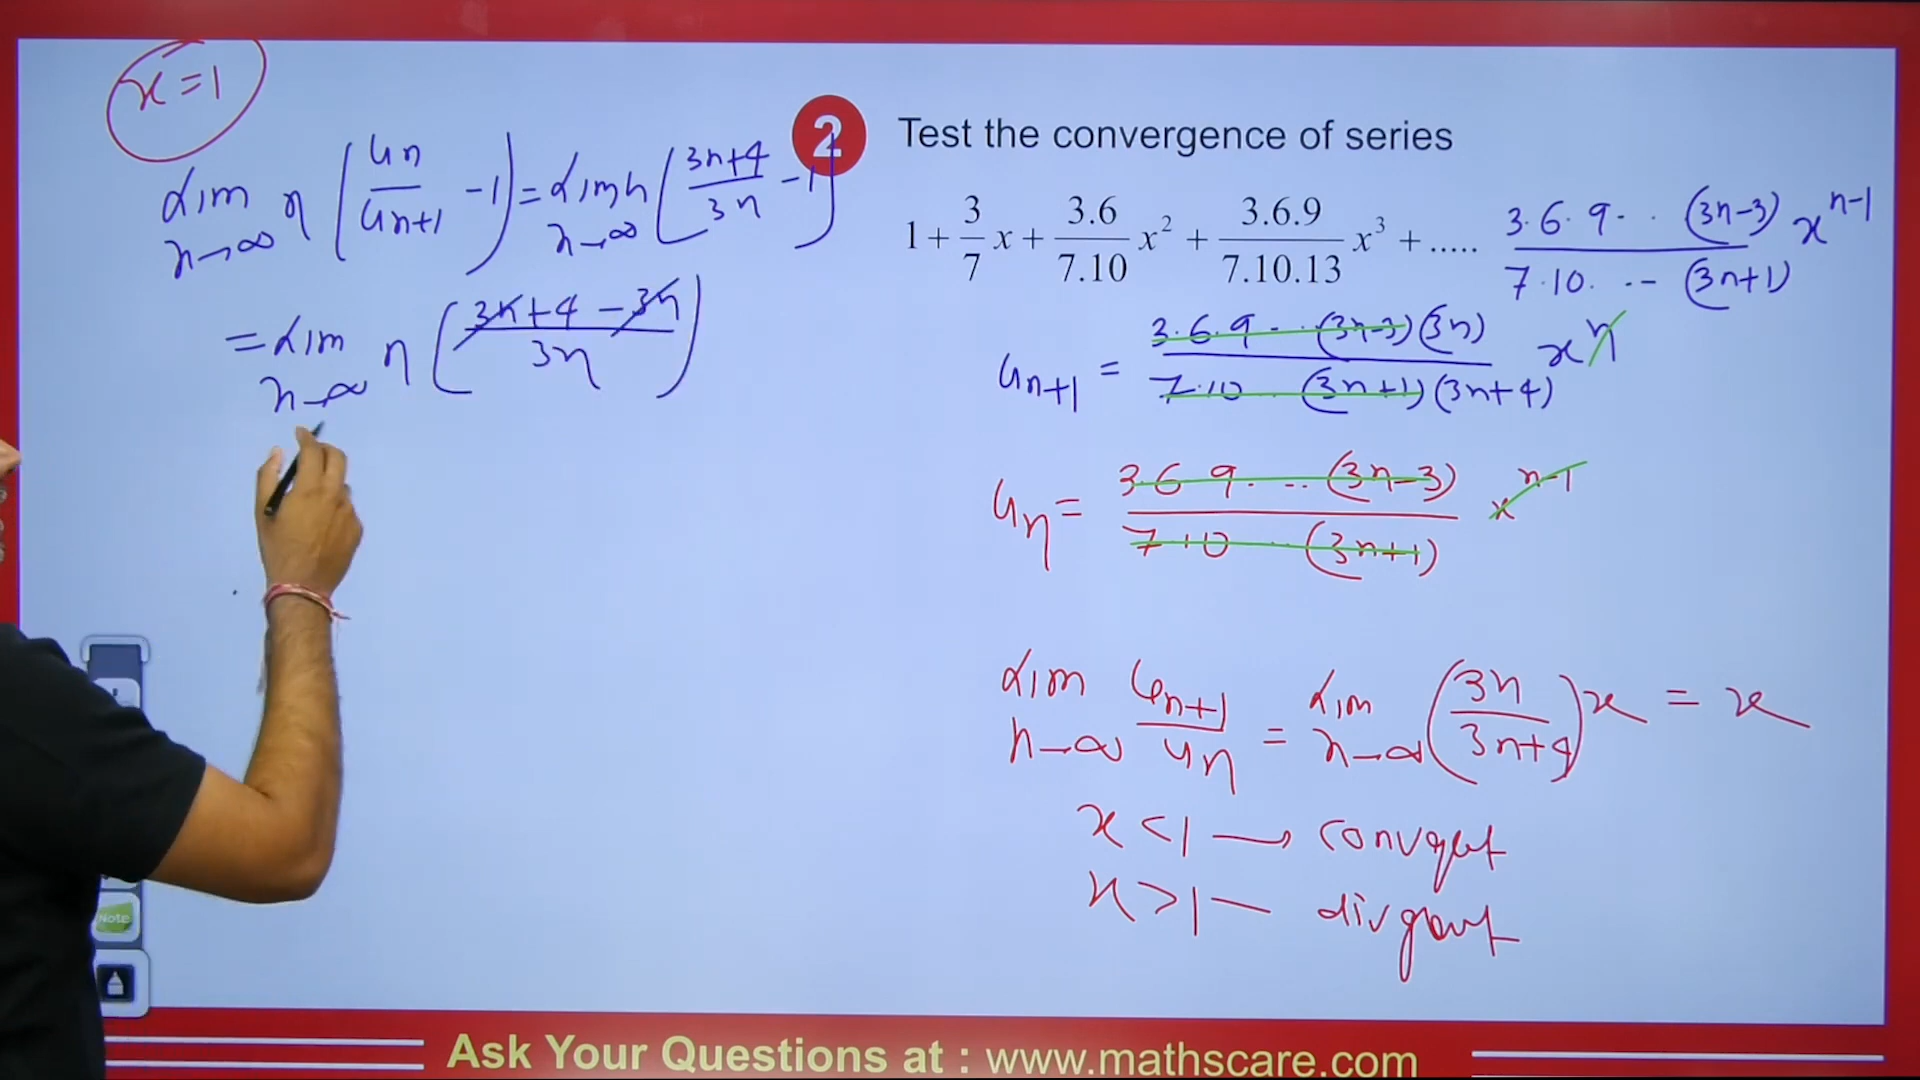 x = 1
Lim n→∞ n (un/un+1 - 1) = Lim n→∞ n (3n+4/3n - 1)
= Lim n→∞ n (3n+4-3n/3n)
2 Test the convergence of series
1 + 3/7 x + 3.6/7.10 x² + 3.6.9/7.10.13 x³ + ..... 3.6.9.. (3n-3)/7.10. .-- (3n+1) x^n-1
un+1 = 3.6.9-- (3n-3)(3n)/7.10 -- (3n+1)(3n+4) x^n
un = 3.6 9. .. (3n-3)/7 10 .. (3n+1) x^n-1
Lim n→∞ un+1/un = Lim n→∞ (3n/3n+4) x = x
x < 1 → convget
x > 1 — divgent
Note
Ask Your Questions at : www.mathscare.com